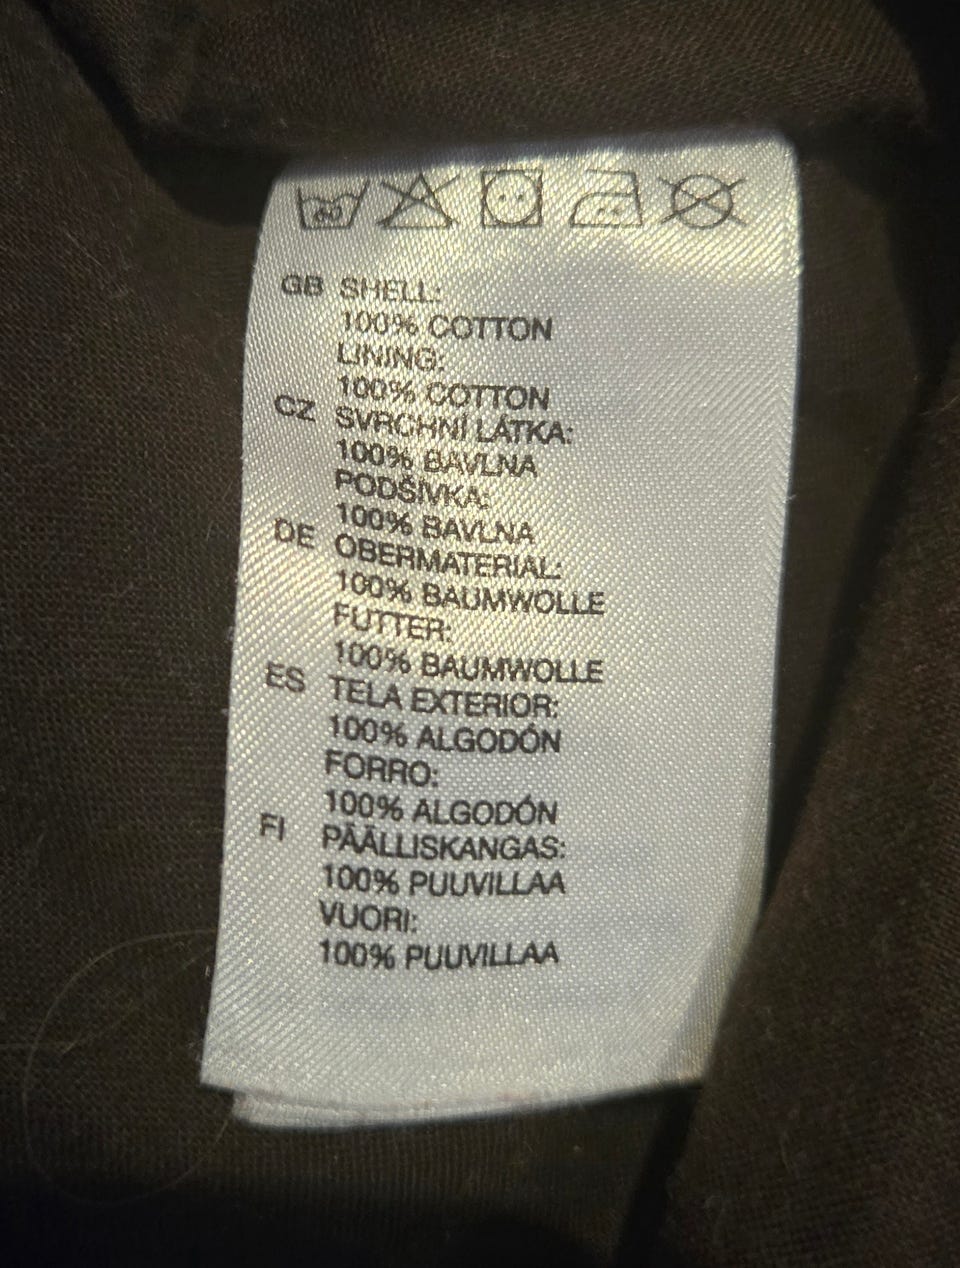 60
GB SHELL:
100% COTTON
LINING:
100% COTTON
CZ SVRCHNÍ LÁTKA:
100% BAVLNA
PODŠÍVKA:
100% BAVLNA
DE OBERMATERIAL:
100% BAUMWOLLE
FUTTER:
100% BAUMWOLLE
ES TELA EXTERIOR:
100% ALGODÓN
FORRO:
100% ALGODÓN
FI PÄÄLLISKANGAS:
100% PUUVILLAA
VUORI:
100% PUUVILLAA